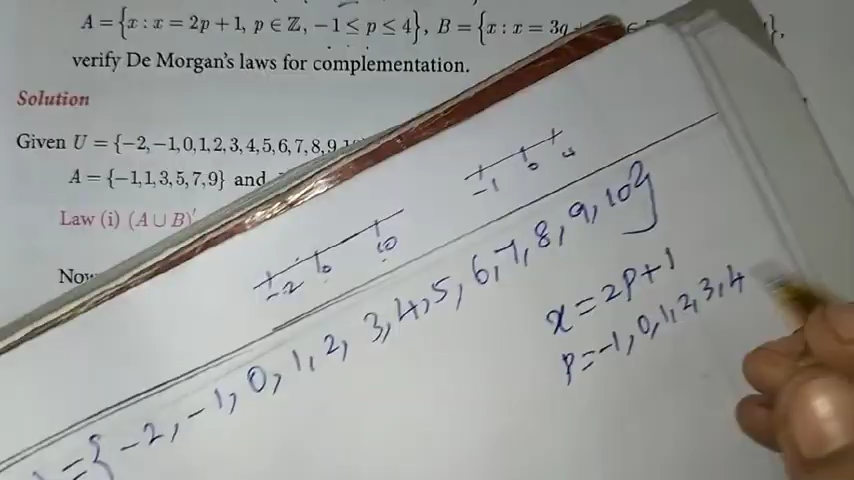 A = {x : x = 2p + 1, p ∈ ℤ, −1 ≤ p ≤ 4}, B = {x : x = 3q
verify De Morgan's laws for complementation.
Solution
Given U = {−2, −1, 0, 1, 2, 3, 4, 5, 6, 7, 8, 9
A = {−1, 1, 3, 5, 7, 9} and
Law (i) (A ∪ B)′
−1 0 4
−2 0 10
= {−2, −1, 0, 1, 2, 3, 4, 5, 6, 7, 8, 9, 10}
x = 2p + 1
p = −1, 0, 1, 2, 3, 4